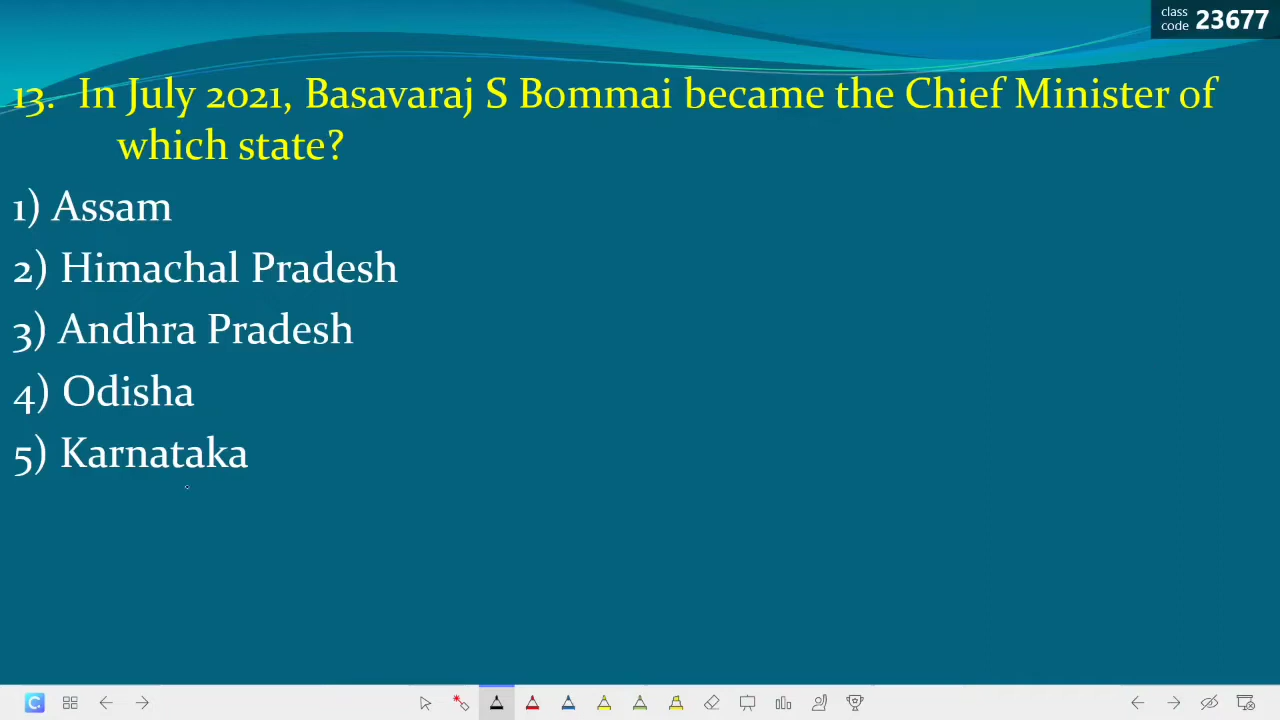 class
code 23677
13. In July 2021, Basavaraj S Bommai became the Chief Minister of
which state?
1) Assam
2) Himachal Pradesh
3) Andhra Pradesh
4) Odisha
5) Karnataka